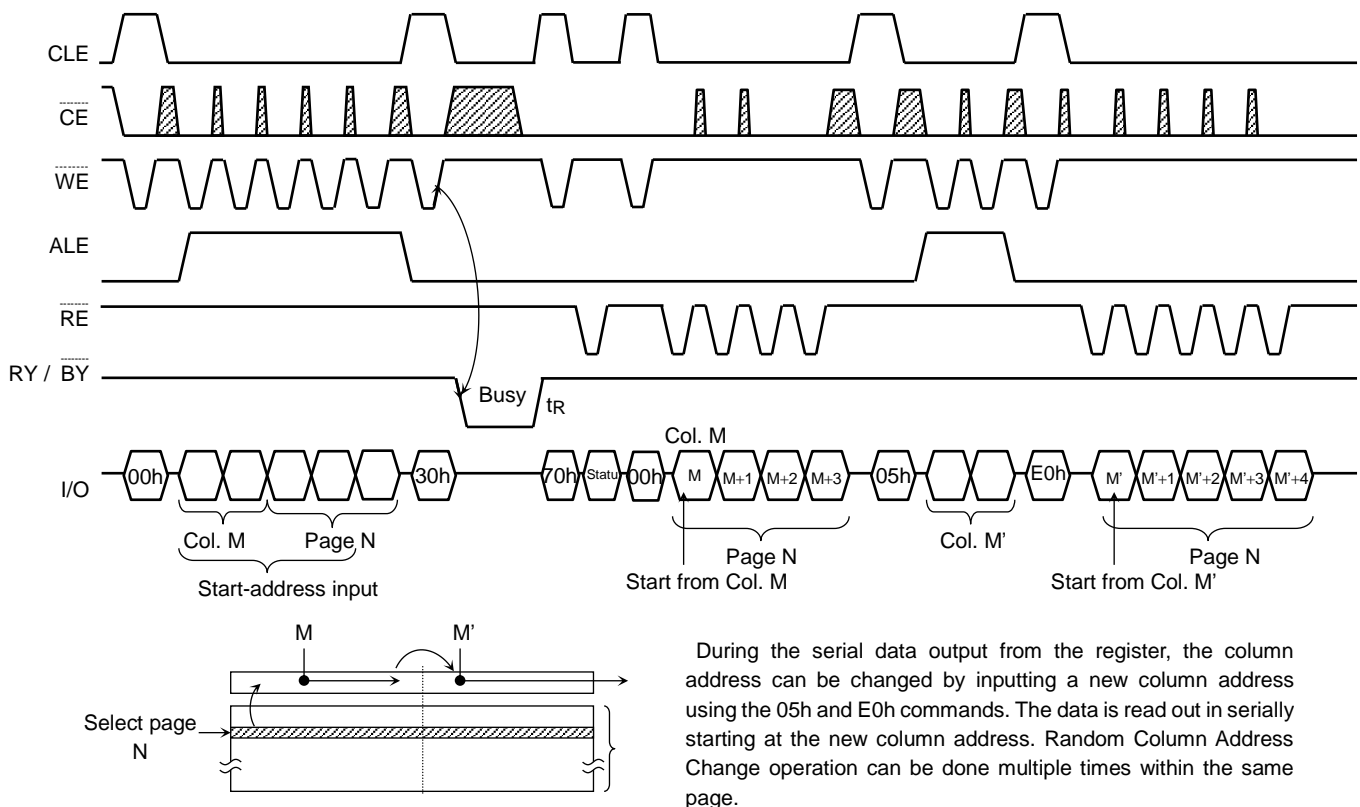 CLE
CE
WE
ALE
RE
RY / BY
Busy
tR
Col. M
I/O
00h
30h
70h
Statu
00h
M
M+1
M+2
M+3
05h
E0h
M'
M'+1
M'+2
M'+3
M'+4
Col. M
Page N
Start-address input
Page N
Start from Col. M
Col. M’
Page N
Start from Col. M’
M
M’
Select page
N
During the serial data output from the register, the column
address can be changed by inputting a new column address
using the 05h and E0h commands. The data is read out in serially
starting at the new column address. Random Column Address
Change operation can be done multiple times within the same
page.